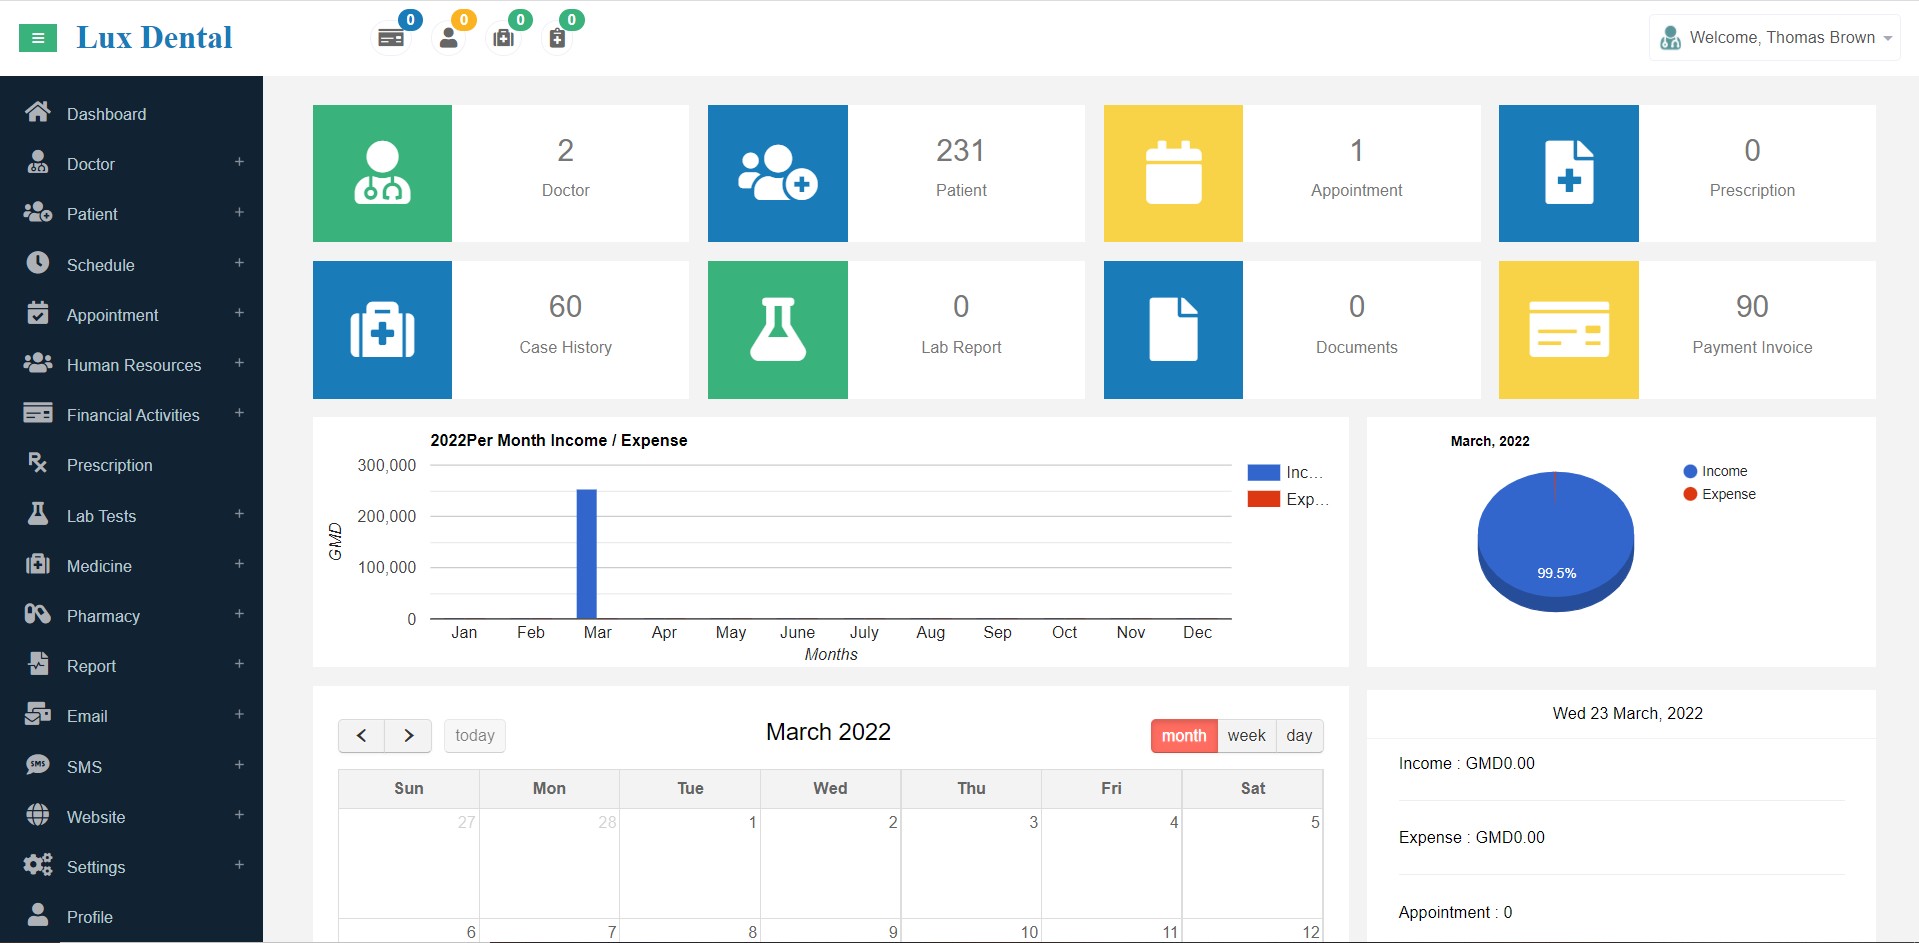 Lux Dental
0
0
0
0
Welcome, Thomas Brown
Dashboard
Doctor +
Patient +
Schedule +
Appointment +
Human Resources +
Financial Activities +
Prescription
Lab Tests +
Medicine +
Pharmacy +
Report +
Email +
SMS
SMS +
Website +
Settings +
Profile
2
Doctor
231
Patient
1
Appointment
0
Prescription
60
Case History
0
Lab Report
0
Documents
90
Payment Invoice
2022Per Month Income / Expense
300,000
200,000
100,000
0
GMD
Jan Feb Mar Apr May June July Aug Sep Oct Nov Dec
Months
Inc...
Exp...
March, 2022
99.5%
Income
Expense
today
March 2022
month week day
Sun Mon Tue Wed Thu Fri Sat
27 28 1 2 3 4 5
6 7 8 9 10 11 12
Wed 23 March, 2022
Income : GMD0.00
Expense : GMD0.00
Appointment : 0